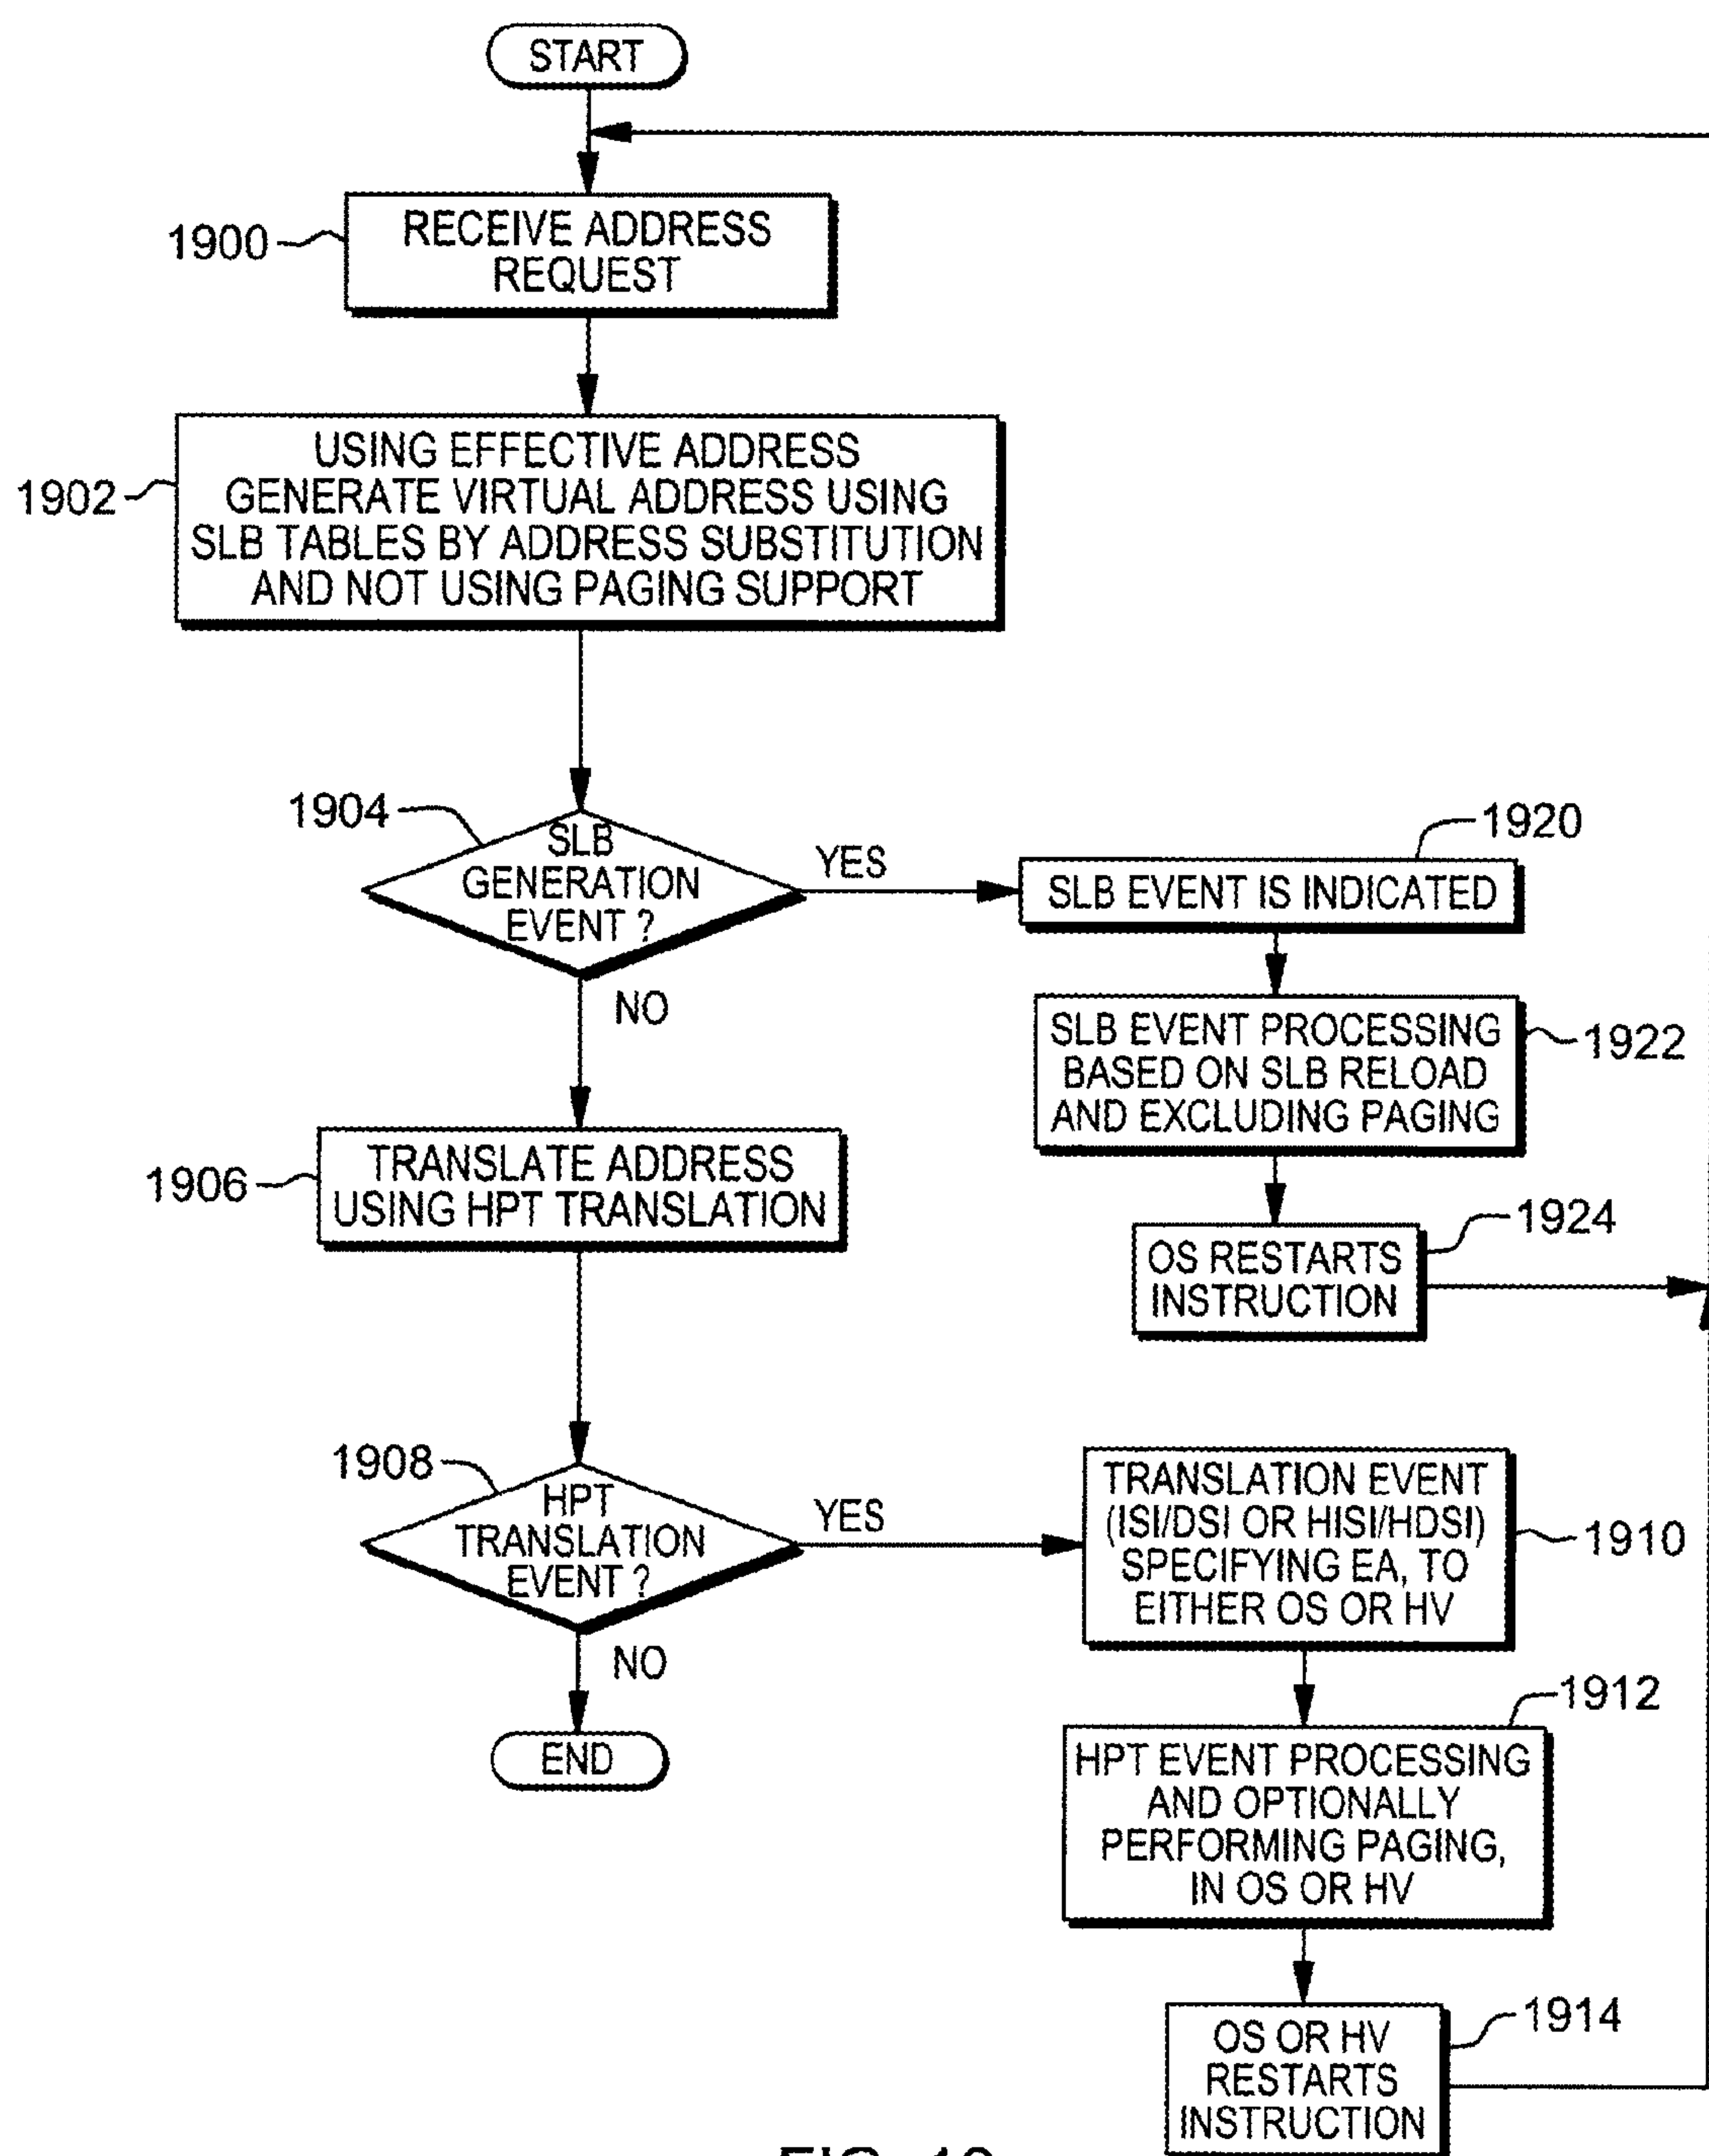 START
1900
RECEIVE ADDRESS
REQUEST
1902
USING EFFECTIVE ADDRESS
GENERATE VIRTUAL ADDRESS USING
SLB TABLES BY ADDRESS SUBSTITUTION
AND NOT USING PAGING SUPPORT
1904
SLB
GENERATION
EVENT ?
YES
NO
1920
SLB EVENT IS INDICATED
SLB EVENT PROCESSING
BASED ON SLB RELOAD
AND EXCLUDING PAGING
1922
1906
TRANSLATE ADDRESS
USING HPT TRANSLATION
1924
OS RESTARTS
INSTRUCTION
1908
HPT
TRANSLATION
EVENT ?
YES
NO
END
TRANSLATION EVENT
(ISI/DSI OR HISI/HDSI)
SPECIFYING EA, TO
EITHER OS OR HV
1910
1912
HPT EVENT PROCESSING
AND OPTIONALLY
PERFORMING PAGING,
IN OS OR HV
1914
OS OR HV
RESTARTS
INSTRUCTION